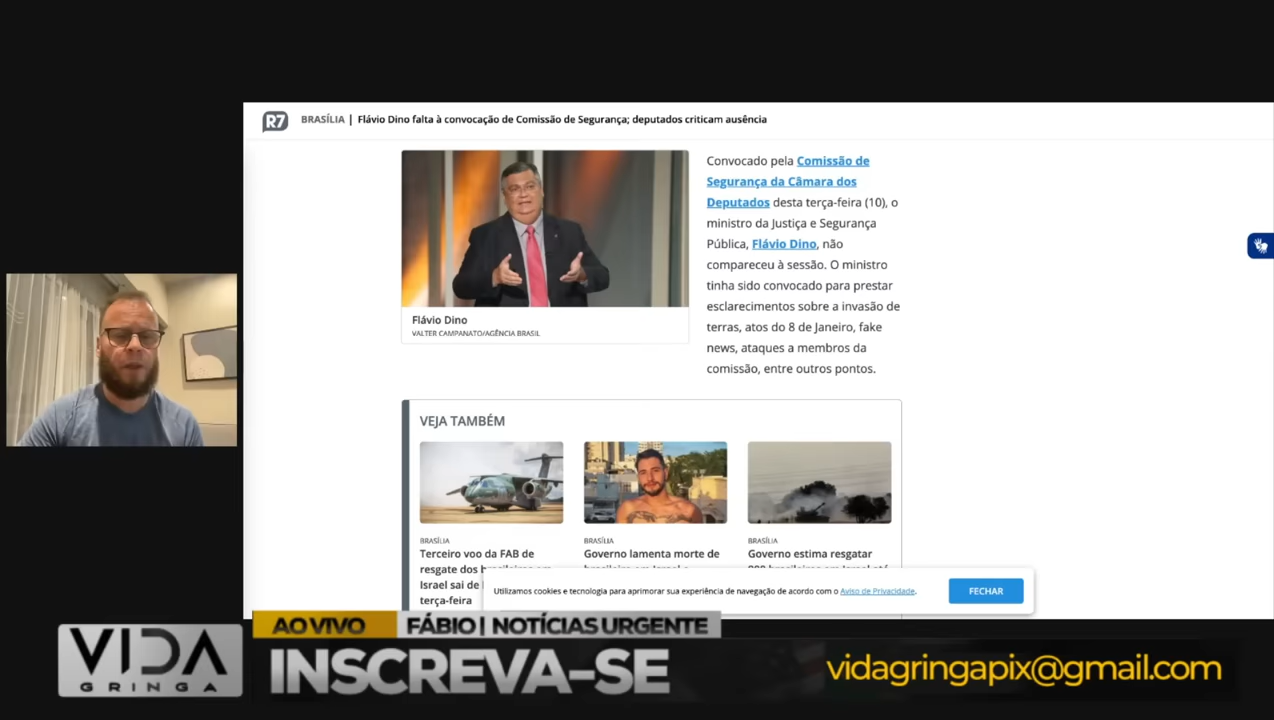 R7
BRASÍLIA | Flávio Dino falta à convocação de Comissão de Segurança; deputados criticam ausência
Flávio Dino
VALTER CAMPANATO/AGÊNCIA BRASIL
Convocado pela Comissão de
Segurança da Câmara dos
Deputados desta terça-feira (10), o
ministro da Justiça e Segurança
Pública, Flávio Dino, não
compareceu à sessão. O ministro
tinha sido convocado para prestar
esclarecimentos sobre a invasão de
terras, atos do 8 de Janeiro, fake
news, ataques a membros da
comissão, entre outros pontos.
VEJA TAMBÉM
BRASÍLIA
Terceiro voo da FAB de
resgate dos
Israel sai de
terça-feira
BRASÍLIA
Governo lamenta morte de
BRASÍLIA
Governo estima resgatar
Utilizamos cookies e tecnologia para aprimorar sua experiência de navegação de acordo com o Aviso de Privacidade.
FECHAR
AO VIVO
FÁBIO | NOTÍCIAS URGENTE
VIDA
GRINGA
INSCREVA-SE
vidagringapix@gmail.com